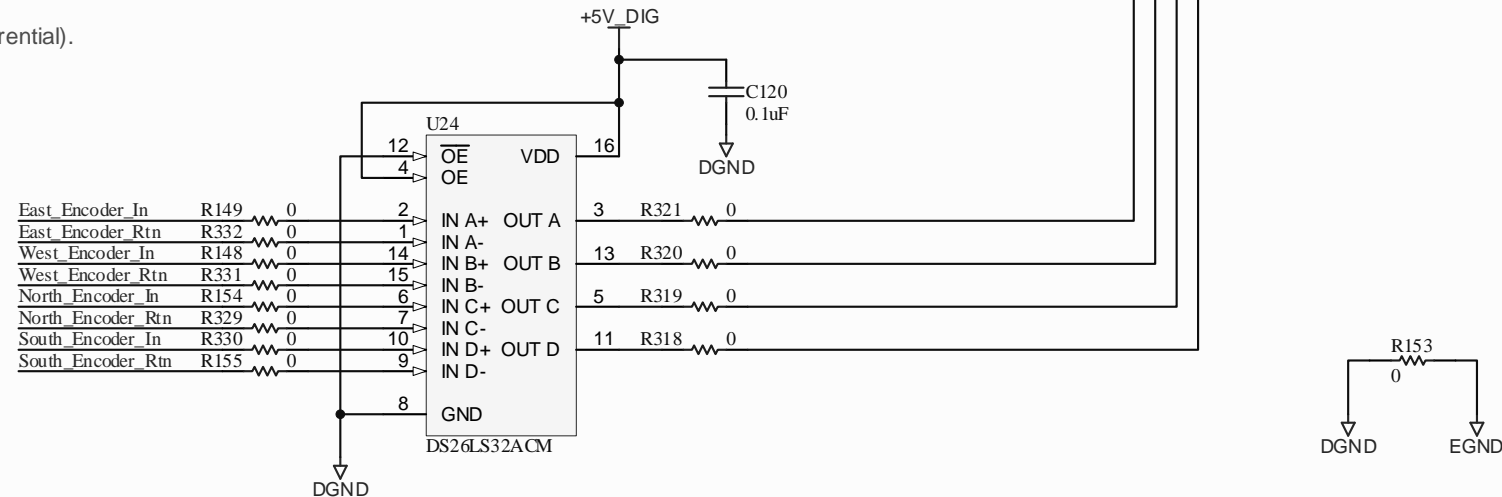 +5V_DIG
rential).
C120
0.1uF
DGND
U24
12 OE VDD 16
4 OE
East_Encoder_In R149 0 2 IN A+ OUT A 3 R321 0
East_Encoder_Rtn R332 0 1 IN A-
West_Encoder_In R148 0 14 IN B+ OUT B 13 R320 0
West_Encoder_Rtn R331 0 15 IN B-
North_Encoder_In R154 0 6 IN C+ OUT C 5 R319 0
North_Encoder_Rtn R329 0 7 IN C-
South_Encoder_In R330 0 10 IN D+ OUT D 11 R318 0
South_Encoder_Rtn R155 0 9 IN D-
8 GND
DS26LS32ACM
DGND
R153
0
DGND EGND